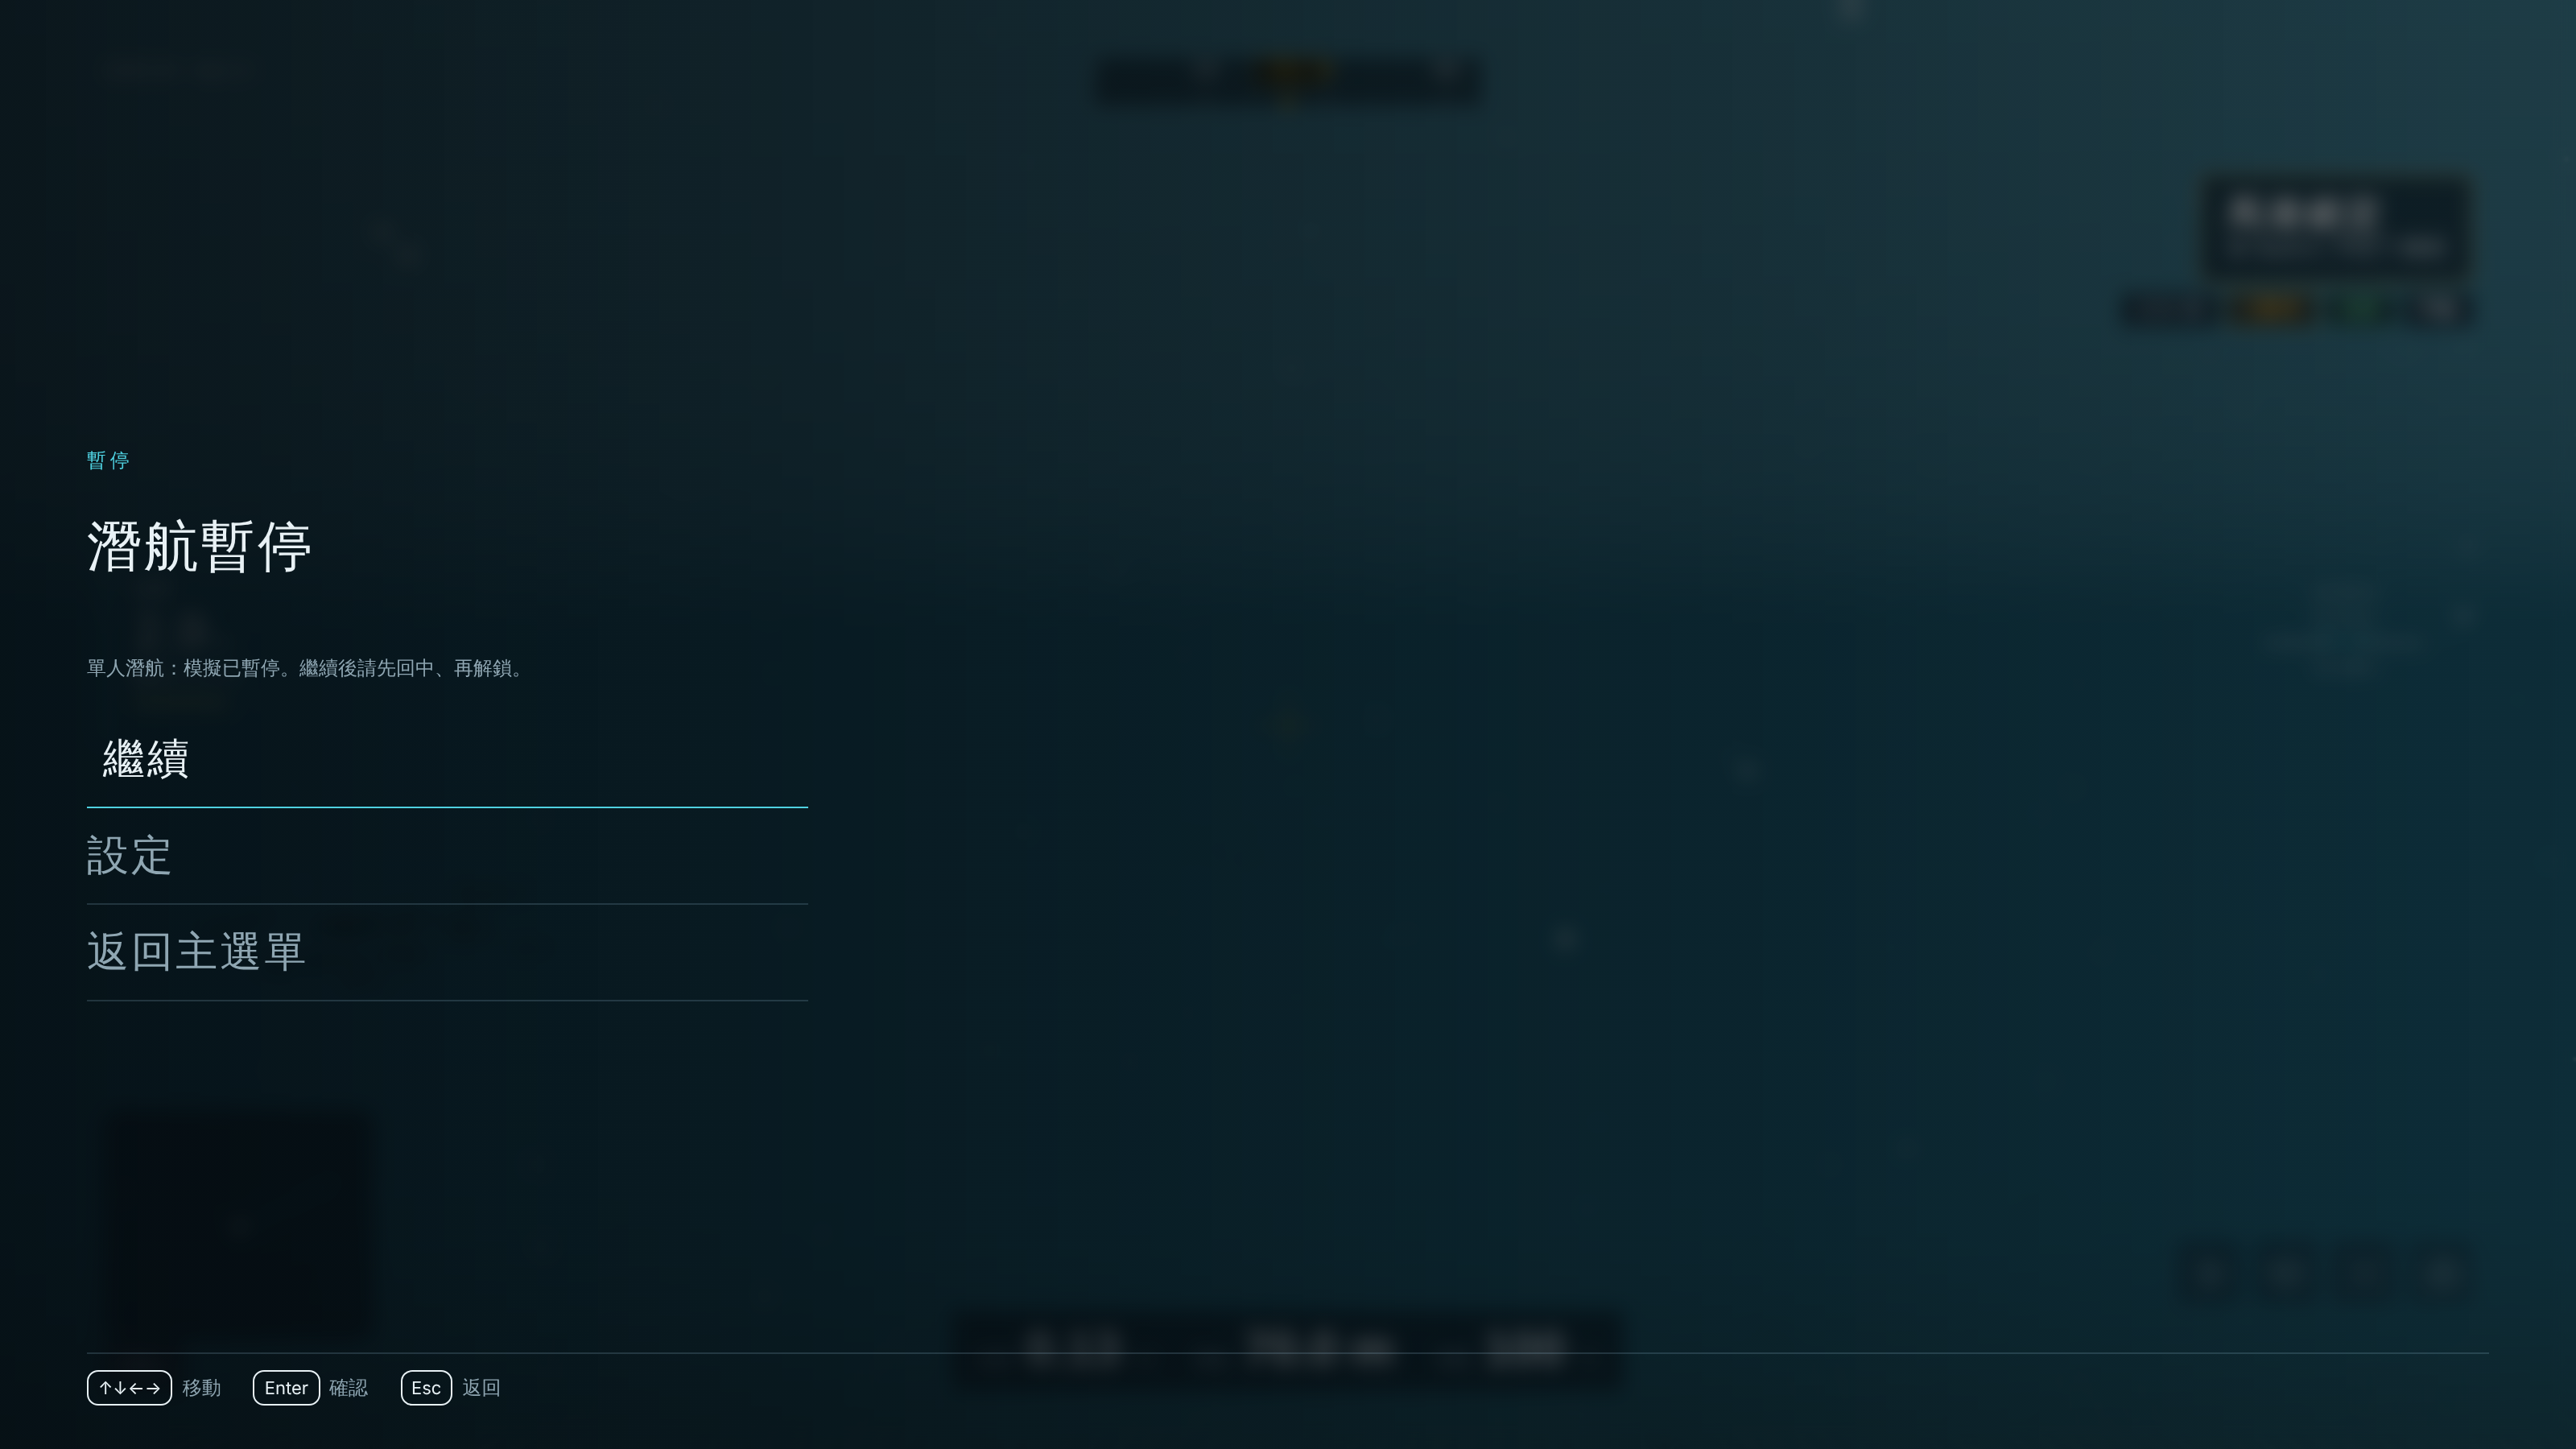 暫停
潛航暫停
單人潛航：模擬已暫停。繼續後請先回中、再解鎖。
繼續
設定
返回主選單
↑↓←→ 移動 Enter 確認 Esc 返回